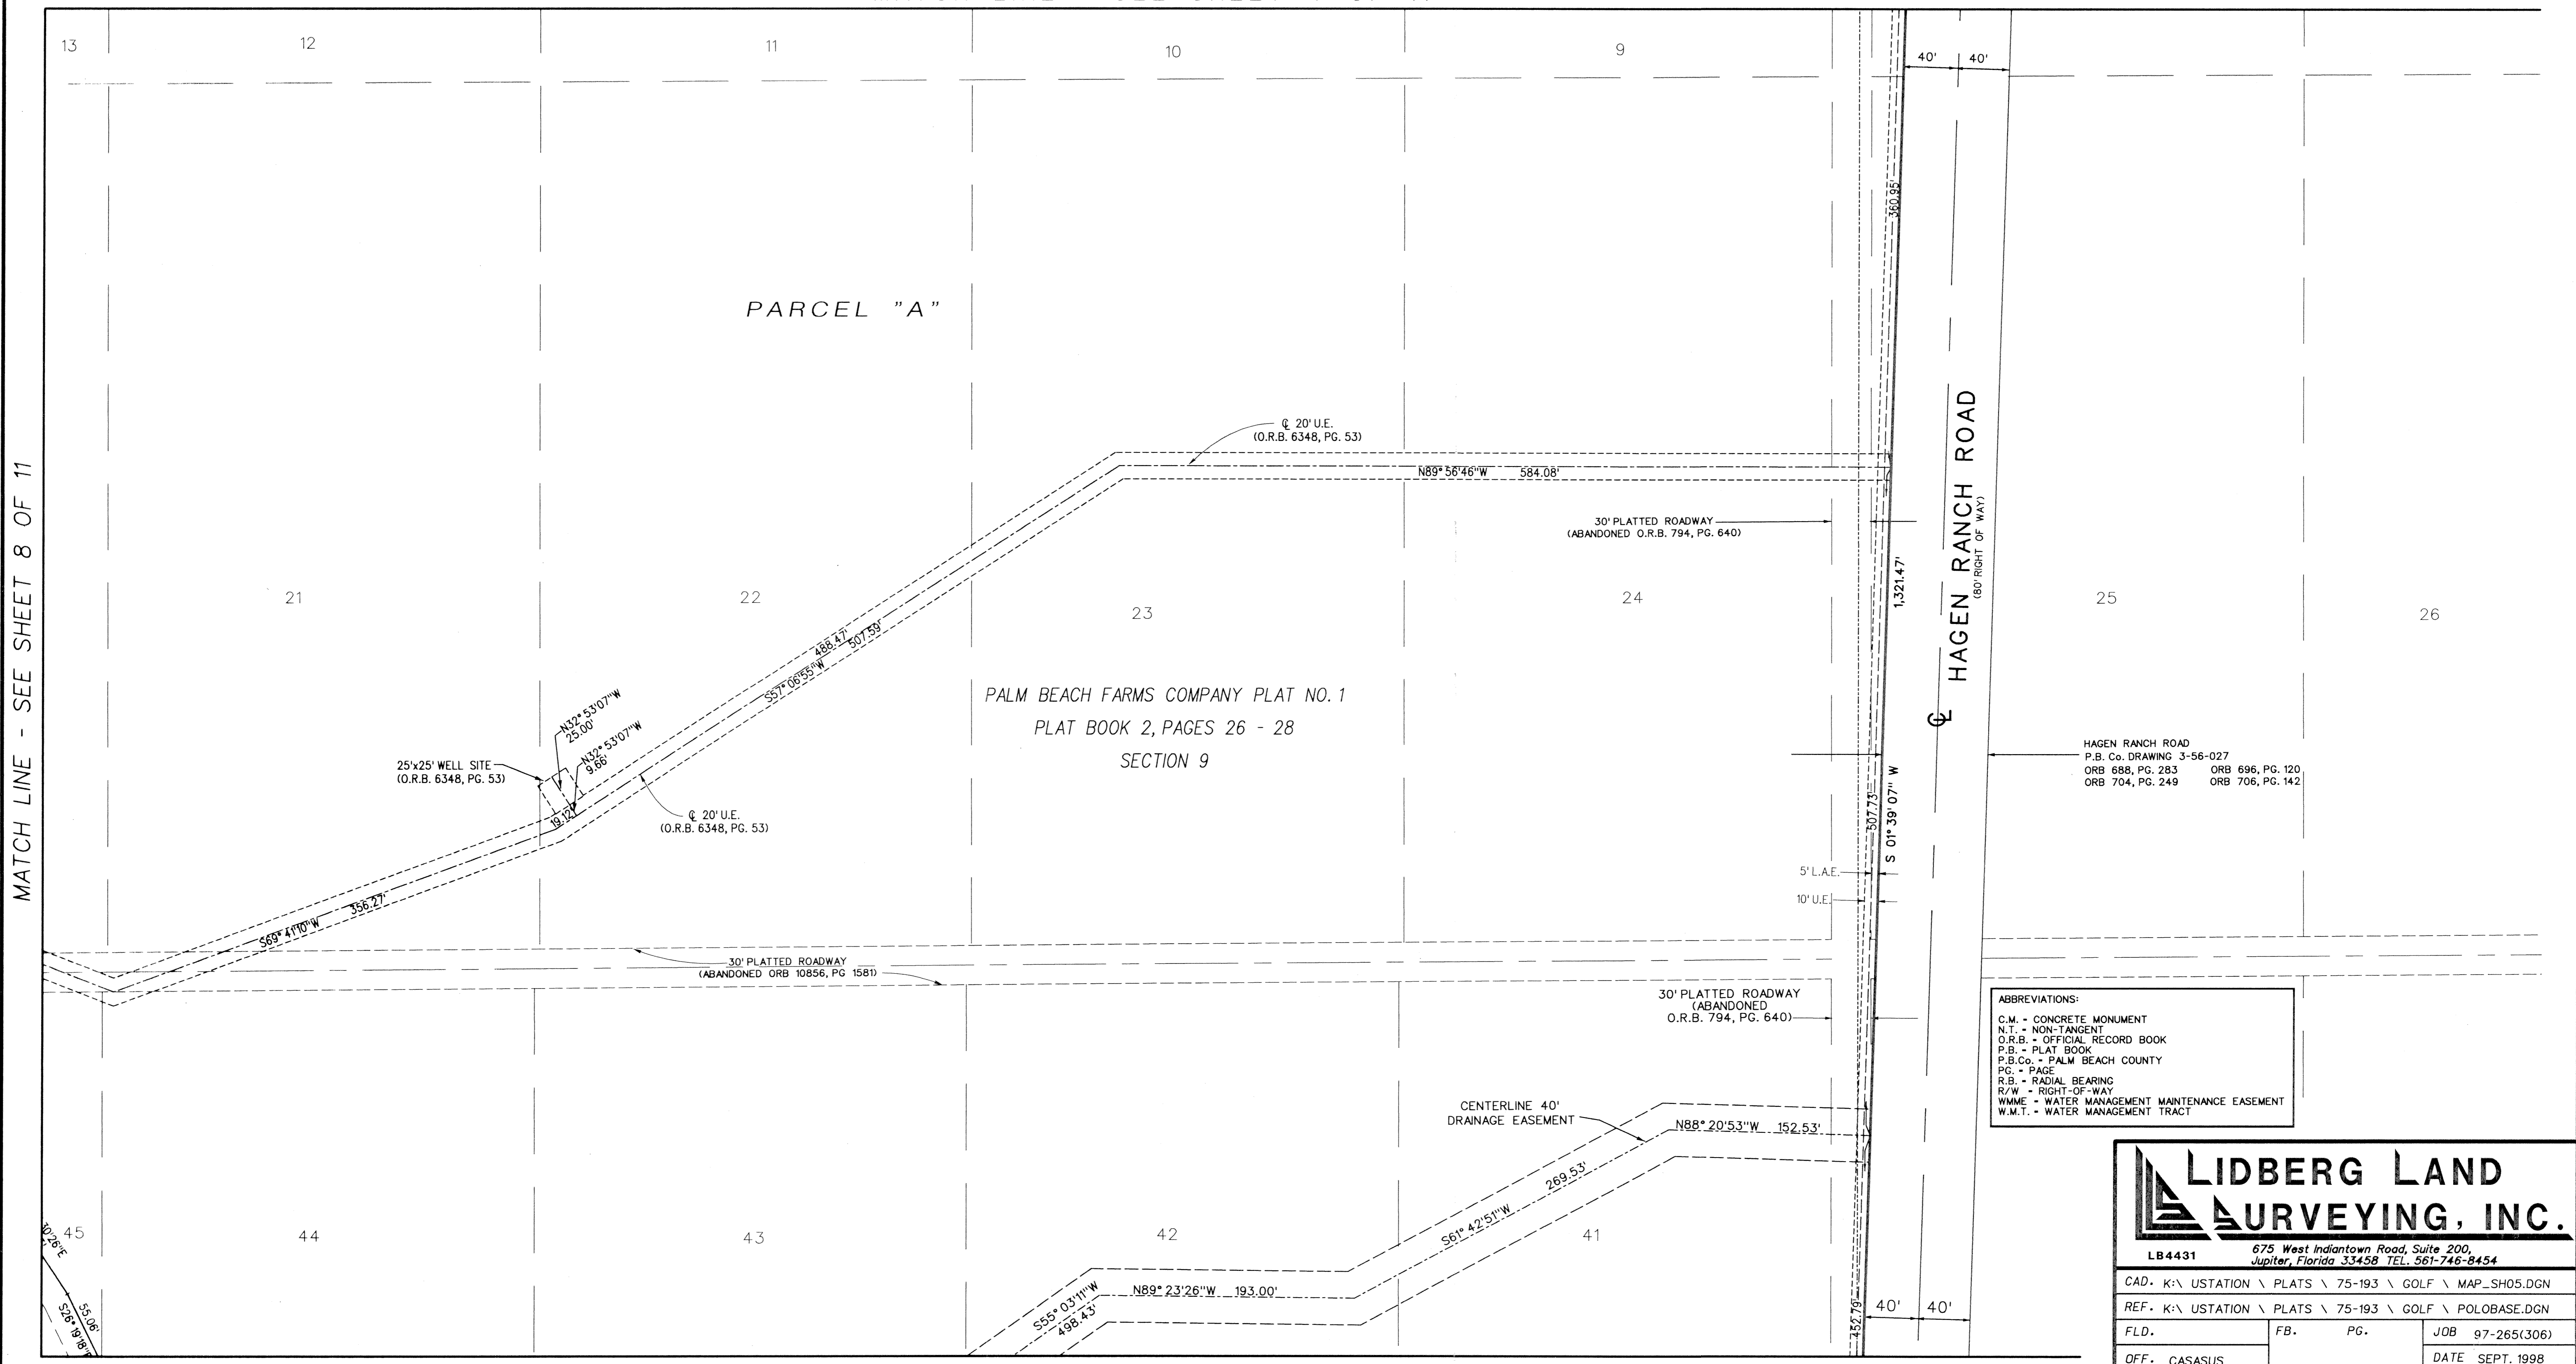 13
12
11
10
9
40' 40'
360.95'
PARCEL "A"
MATCH LINE - SEE SHEET 8 OF 11
℄ 20' U.E.
(O.R.B. 6348, PG. 53)
N89°56'46"W 584.08'
30' PLATTED ROADWAY
(ABANDONED O.R.B. 794, PG. 640)
HAGEN RANCH ROAD
(80' RIGHT OF WAY)
℄
1,321.47'
S 01°39'07" W
507.73'
21
22
23
24
25
26
488.47'
S57°06'55"W 507.59'
PALM BEACH FARMS COMPANY PLAT NO. 1
PLAT BOOK 2, PAGES 26 - 28
SECTION 9
N32°53'07"W
25.00'
N32°53'07"W
9.66'
25'x25' WELL SITE
(O.R.B. 6348, PG. 53)
19.12'
℄ 20' U.E.
(O.R.B. 6348, PG. 53)
HAGEN RANCH ROAD
P.B. Co. DRAWING 3-56-027
ORB 688, PG. 283 ORB 696, PG. 120
ORB 704, PG. 249 ORB 706, PG. 142
5' L.A.E.
10' U.E.
S69°41'10"W 356.27'
30' PLATTED ROADWAY
(ABANDONED ORB 10856, PG 1581)
30' PLATTED ROADWAY
(ABANDONED
O.R.B. 794, PG. 640)
ABBREVIATIONS:
C.M. - CONCRETE MONUMENT
N.T. - NON-TANGENT
O.R.B. - OFFICIAL RECORD BOOK
P.B. - PLAT BOOK
P.B.Co. - PALM BEACH COUNTY
PG. - PAGE
R.B. - RADIAL BEARING
R/W - RIGHT-OF-WAY
WMME - WATER MANAGEMENT MAINTENANCE EASEMENT
W.M.T. - WATER MANAGEMENT TRACT
CENTERLINE 40'
DRAINAGE EASEMENT
N88°20'53"W 152.53'
S61°42'51"W 269.53'
45
44
43
42
41
55.06'
S26°19'18"E
S55°03'11"W
498.43'
N89°23'26"W 193.00'
452.79'
40' 40'
LIDBERG LAND
SURVEYING, INC.
LB4431
675 West Indiantown Road, Suite 200,
Jupiter, Florida 33458 TEL. 561-746-8454
CAD. K:\ USTATION \ PLATS \ 75-193 \ GOLF \ MAP_SH05.DGN
REF. K:\ USTATION \ PLATS \ 75-193 \ GOLF \ POLOBASE.DGN
FLD. FB. PG. JOB 97-265(306)
OFF. CASASUS DATE SEPT. 1998